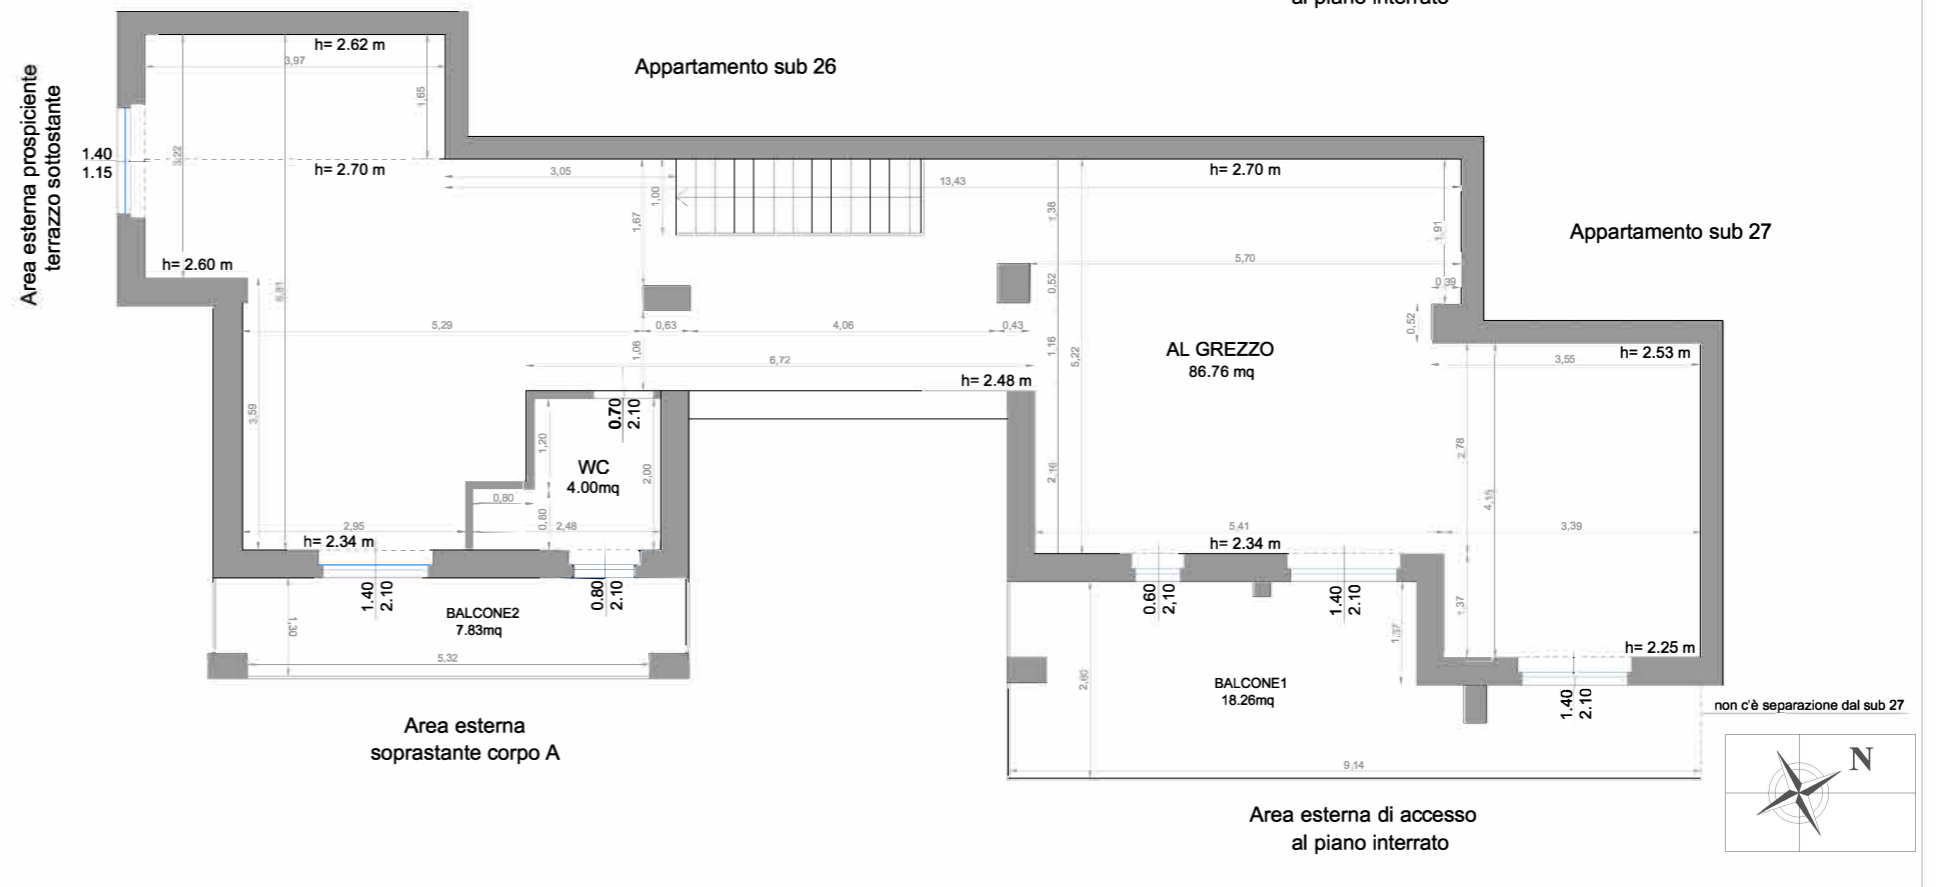 al piano interrato
h= 2.62 m
3,97
Appartamento sub 26
1,65
Area esterna prospiciente
terrazzo sottostante
1.40
1.15
3,22
h= 2.70 m
3,05
1,00
13,43
h= 2.70 m
1,67
1,38
1,91
Appartamento sub 27
h= 2.60 m
6,81
5,70
0,52
0,39
5,29
0,63
4,06
0,43
0,52
1,06
1,16
5,22
AL GREZZO
86.76 mq
h= 2.53 m
3,55
6,72
h= 2.48 m
3,59
0.70
2.10
1,20
WC
4.00mq
2,00
0,80
0,80
2,16
2,78
4,15
2,95
2,48
h= 2.34 m
5,41
3,39
h= 2.34 m
1.40
2.10
0.80
2.10
0.60
2,10
1.40
2.10
1,30
BALCONE2
7.83mq
5,32
1,37
1,37
h= 2.25 m
2,60
BALCONE1
18.26mq
1.40
2.10
non c'è separazione dal sub 27
Area esterna
soprastante corpo A
9,14
N
Area esterna di accesso
al piano interrato